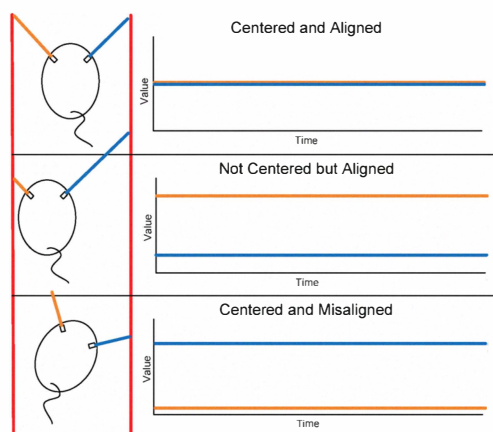 Centered and Aligned
Value
Time
Not Centered but Aligned
Value
Time
Centered and Misaligned
Value
Time